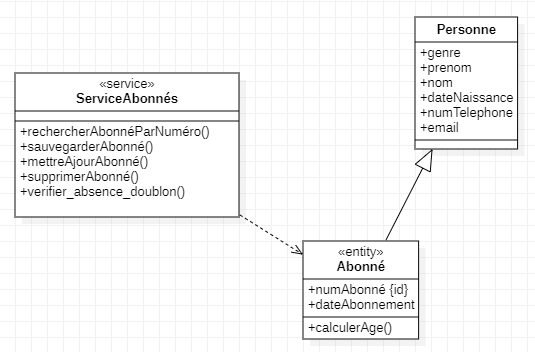 «service»
ServiceAbonnés
+rechercherAbonnéParNuméro()
+sauvegarderAbonné()
+mettreAjourAbonné()
+supprimerAbonné()
+verifier_absence_doublon()
Personne
+genre
+prenom
+nom
+dateNaissance
+numTelephone
+email
«entity»
Abonné
+numAbonné {id}
+dateAbonnement
+calculerAge()